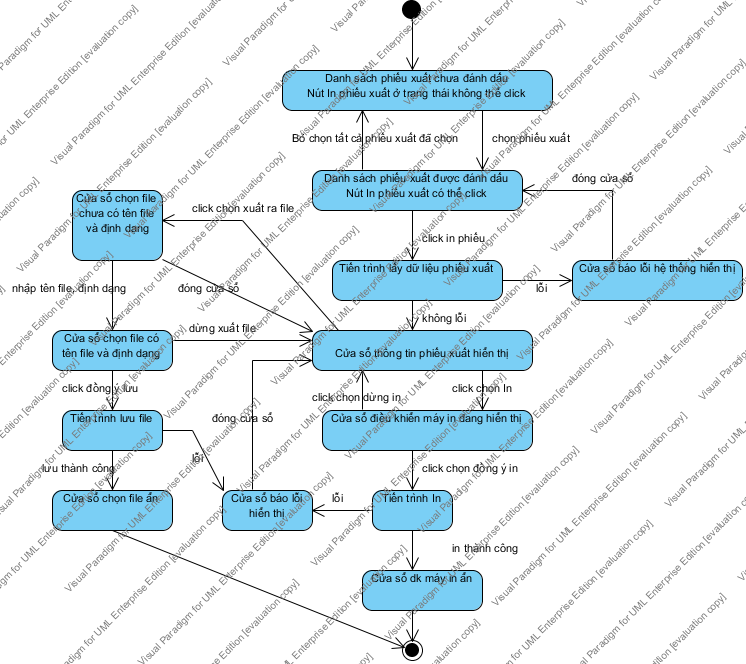 Danh sách phiếu xuất chưa đánh dấu
Nút In phiếu xuất ở trạng thái không thể click
Bỏ chọn tất cả phiếu xuất đã chọn
chọn phiếu xuất
Danh sách phiếu xuất được đánh dấu
Nút In phiếu xuất có thể click
đóng cửa sổ
Cửa sổ chọn file
chưa có tên file
và định dạng
click chọn xuất ra file
click in phiếu
Tiến trình lấy dữ liệu phiếu xuất
lỗi
Cửa sổ báo lỗi hệ thống hiển thị
nhập tên file, định dạng
đóng cửa sổ
không lỗi
dừng xuất file
Cửa sổ chọn file có
tên file và định dạng
Cửa sổ thông tin phiếu xuất hiển thị
click đồng ý lưu
click chọn dừng in
click chọn In
Tiến trình lưu file
đóng cửa sổ
Cửa sổ điều khiển máy in đang hiển thị
lưu thành công
lỗi
click chọn đồng ý in
Cửa sổ chọn file ẩn
Cửa sổ báo lỗi
hiển thị
lỗi
Tiến trình In
in thành công
Cửa sổ dk máy in ẩn
Visual Paradigm for UML Enterprise Edition [evaluation copy]